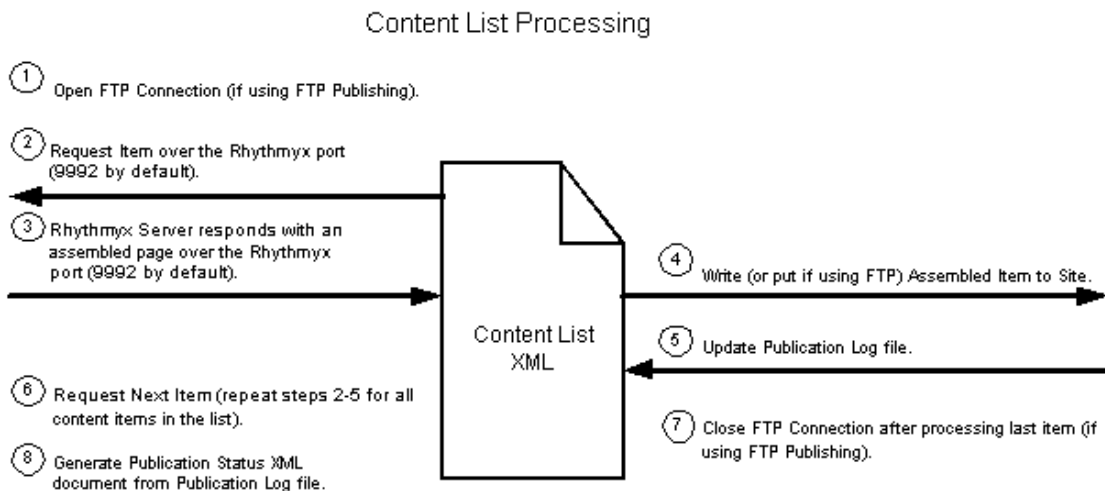 Content List Processing
1 Open FTP Connection (if using FTP Publishing).
2 Request Item over the Rhythmyx port
(9992 by default).
3 Rhythmyx Server responds with an
assembled page over the Rhythmyx
port (9992 by default).
4 Write (or put if using FTP) Assembled Item to Site.
Content List
XML
5 Update Publication Log file.
6 Request Next Item (repeat steps 2-5 for all
content items in the list).
7 Close FTP Connection after processing last item (if
using FTP Publishing).
8 Generate Publication Status XML
document from Publication Log file.